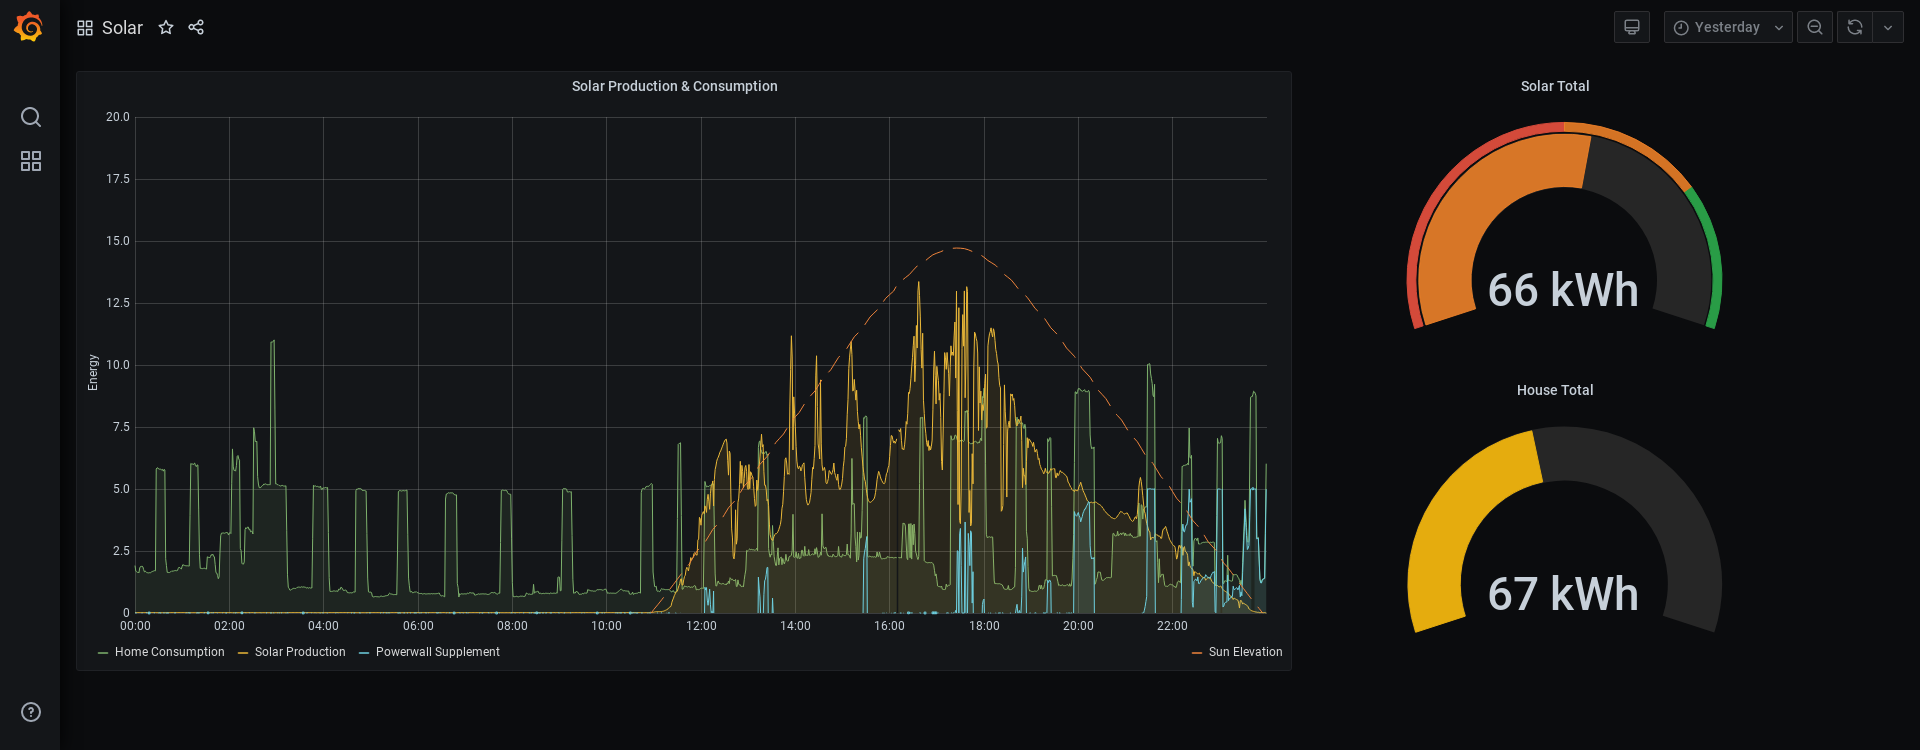 Solar
Yesterday
Solar Production & Consumption
20.0
17.5
15.0
12.5
10.0
7.5
5.0
2.5
0
Energy
00:00 02:00 04:00 06:00 08:00 10:00 12:00 14:00 16:00 18:00 20:00 22:00
Home Consumption Solar Production Powerwall Supplement Sun Elevation
Solar Total
66 kWh
House Total
67 kWh